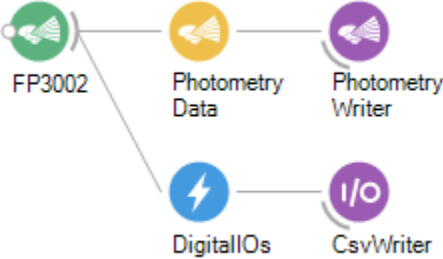 FP3002
Photometry
Data
Photometry
Writer
DigitalIOs
I/O
CsvWriter